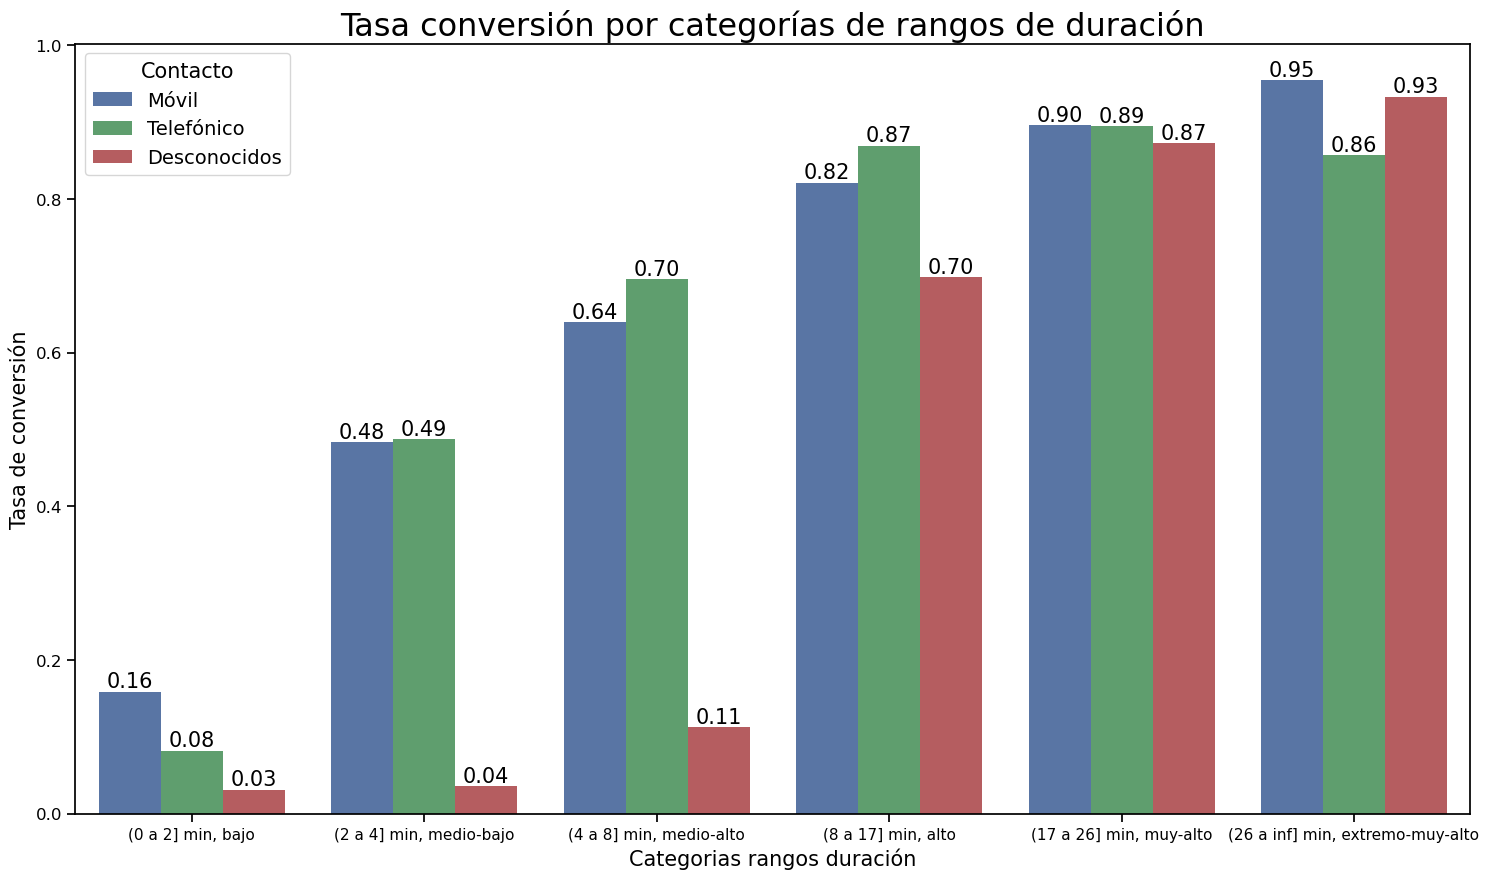 Tasa conversión por categorías de rangos de duración
Contacto
Móvil
Telefónico
Desconocidos
Tasa de conversión
1.0
0.8
0.6
0.4
0.2
0.0
0.16
0.08
0.03
0.48
0.49
0.04
0.64
0.70
0.11
0.82
0.87
0.70
0.90
0.89
0.87
0.95
0.86
0.93
(0 a 2] min, bajo
(2 a 4] min, medio-bajo
(4 a 8] min, medio-alto
(8 a 17] min, alto
(17 a 26] min, muy-alto
(26 a inf] min, extremo-muy-alto
Categorias rangos duración